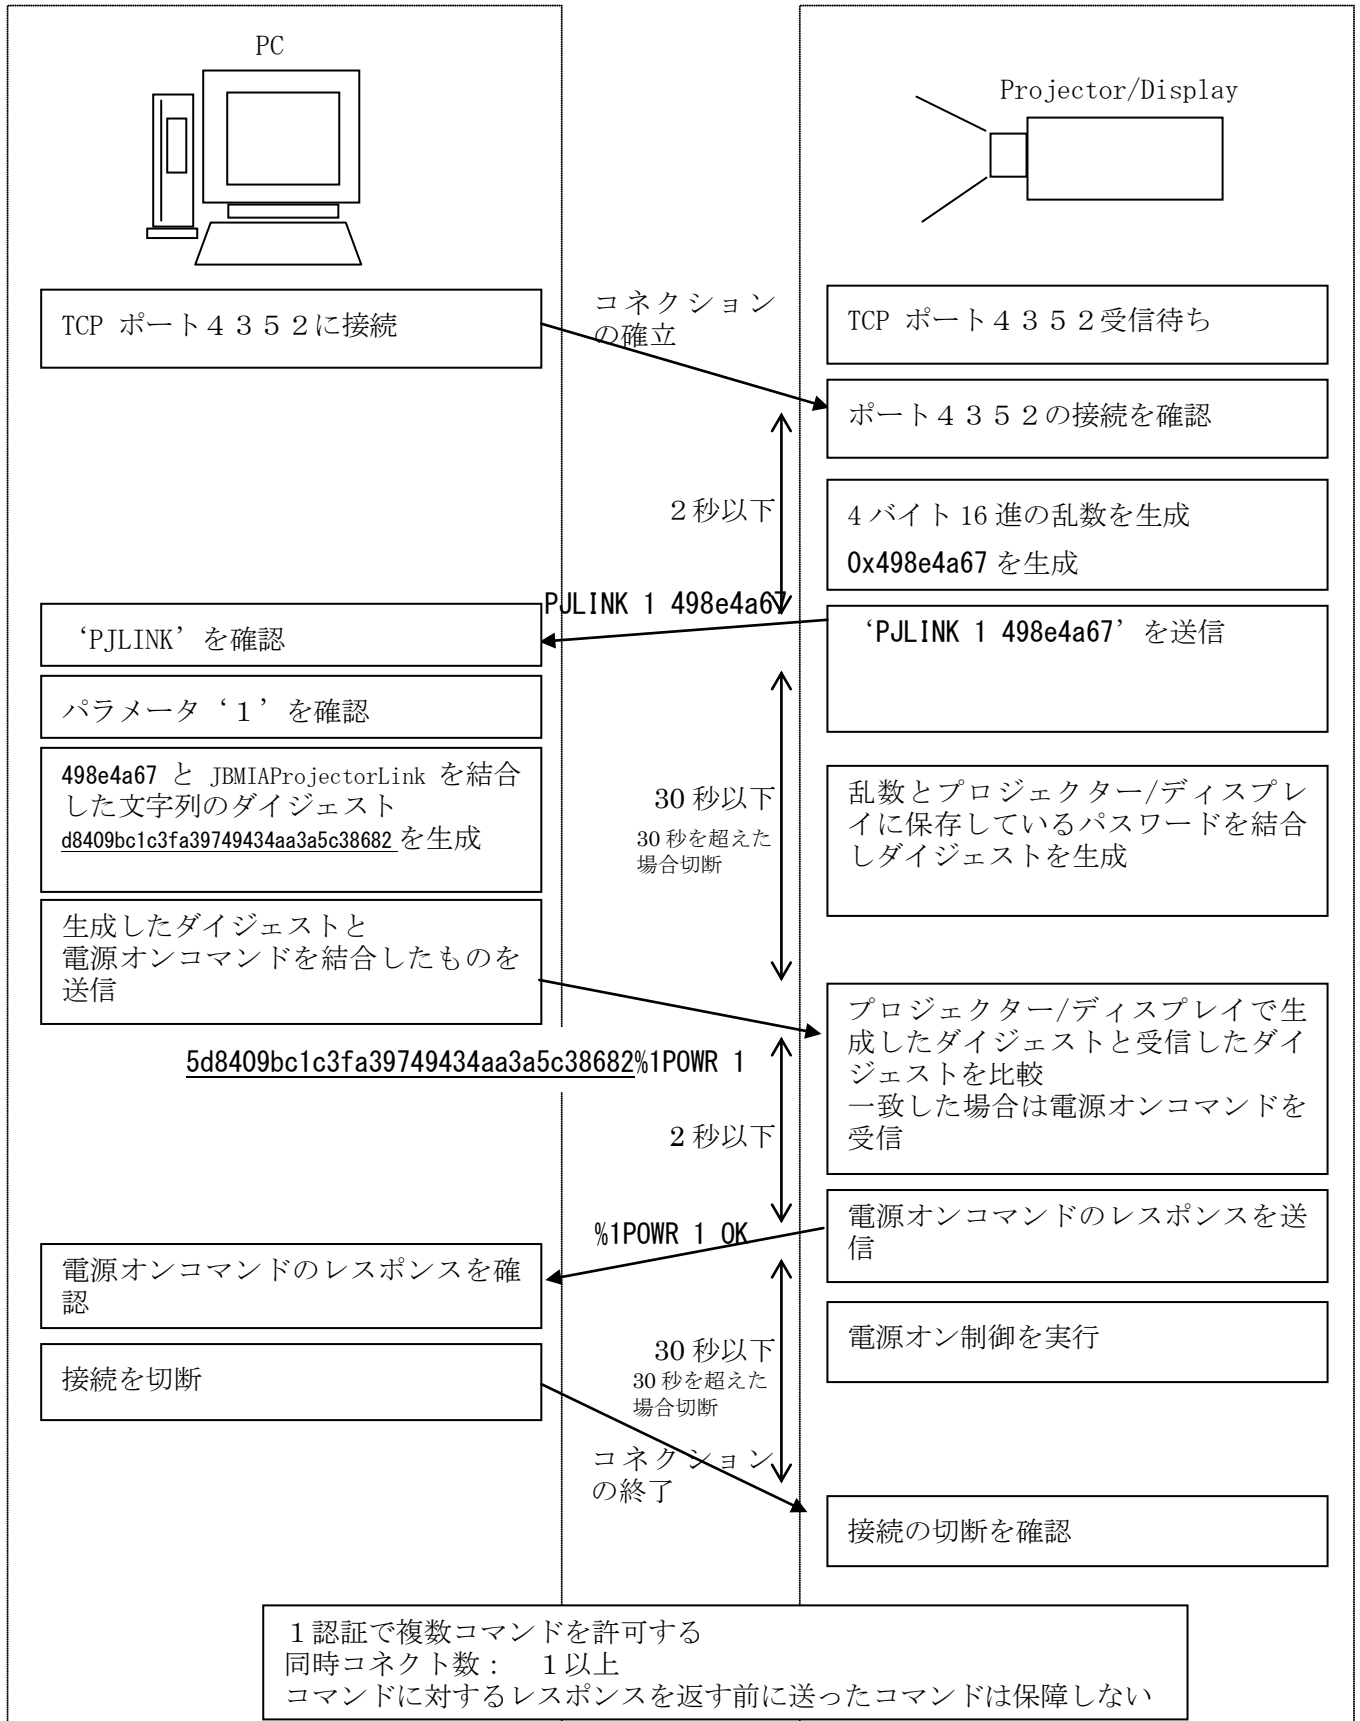 PC
Projector/Display
TCP ポート４３５２に接続
コネクション
の確立
TCP ポート４３５２受信待ち
ポート４３５２の接続を確認
２秒以下
4 バイト 16 進の乱数を生成
0x498e4a67 を生成
PJLINK 1 498e4a67
‘PJLINK’を確認
‘PJLINK 1 498e4a67’を送信
パラメータ‘１’を確認
498e4a67 と JBMIAProjectorLink を結合
した文字列のダイジェスト
d8409bc1c3fa39749434aa3a5c38682 を生成
30 秒以下
30 秒を超えた
場合切断
乱数とプロジェクター/ディスプレ
イに保存しているパスワードを結合
しダイジェストを生成
生成したダイジェストと
電源オンコマンドを結合したものを
送信
プロジェクター/ディスプレイで生
成したダイジェストと受信したダイ
ジェストを比較
一致した場合は電源オンコマンドを
受信
5d8409bc1c3fa39749434aa3a5c38682%1POWR 1
2 秒以下
%1POWR 1 OK
電源オンコマンドのレスポンスを送
信
電源オンコマンドのレスポンスを確
認
電源オン制御を実行
30 秒以下
30 秒を超えた
場合切断
接続を切断
コネクション
の終了
接続の切断を確認
１認証で複数コマンドを許可する
同時コネクト数：　１以上
コマンドに対するレスポンスを返す前に送ったコマンドは保障しない